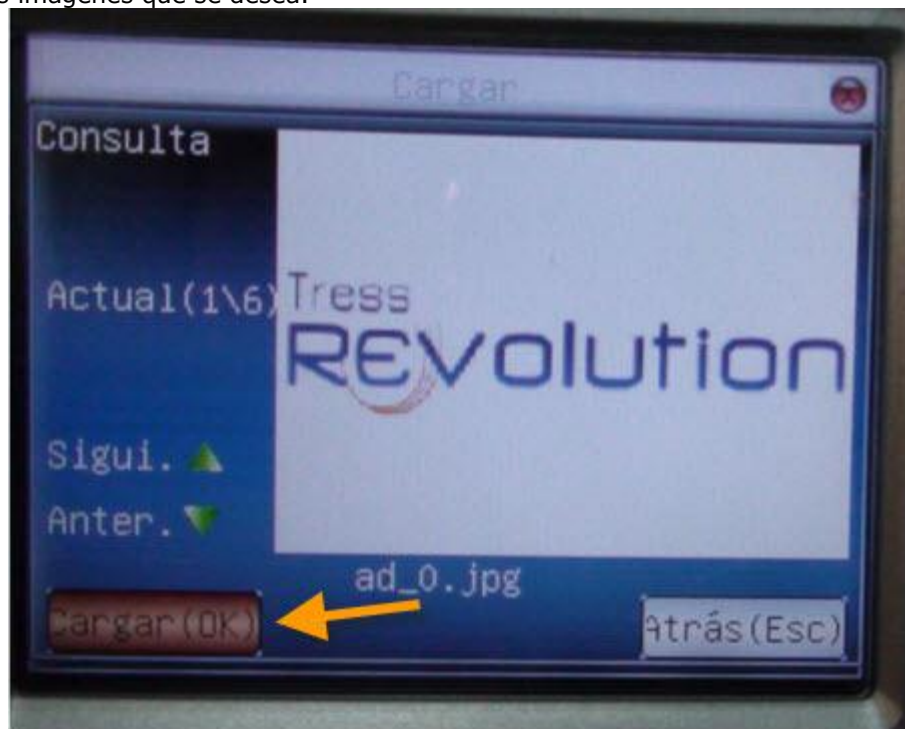 s imágenes que se desea.
Cargar
Consulta
Actual(1\6)
Tress
REvolution
Sigui.
Anter.
ad_0.jpg
Cargar(OK)
Atrás(Esc)